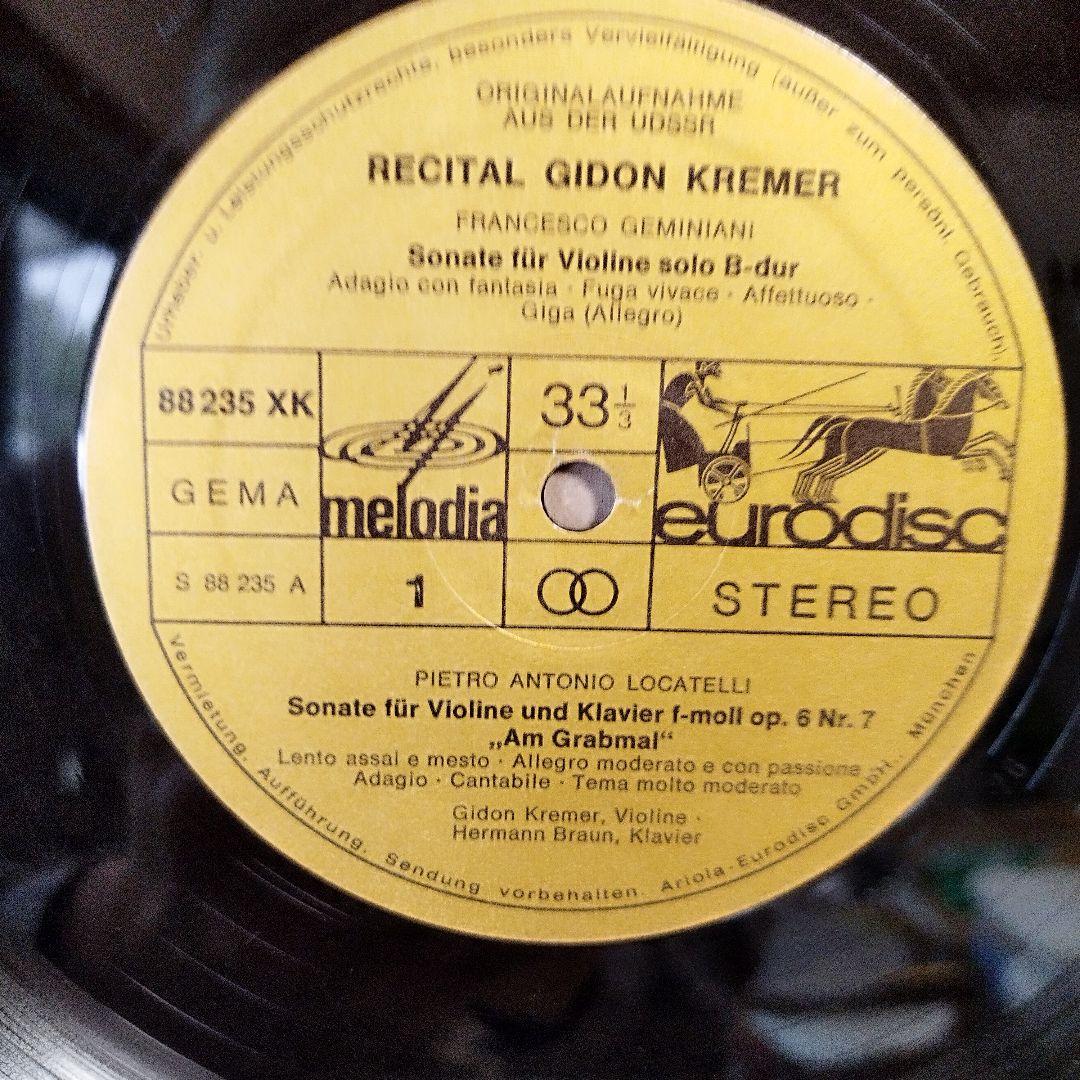 Urheber- u. Leistungsschutzrechte, besonders Vervielfältigung (außer zum persönl. Gebrauch),
ORIGINALAUFNAHME
AUS DER UDSSR
RECITAL GIDON KREMER
FRANCESCO GEMINIANI
Sonate für Violine solo B-dur
Adagio con fantasia · Fuga vivace · Affettuoso ·
Giga (Allegro)
88 235 XK
33 1/3
GEMA
melodia
eurodisc
S 88 235 A
1
STEREO
PIETRO ANTONIO LOCATELLI
Sonate für Violine und Klavier f-moll op. 6 Nr. 7
„Am Grabmal“
Lento assai e mesto · Allegro moderato e con passione
Adagio · Cantabile · Tema molto moderato
Gidon Kremer, Violine ·
Hermann Braun, Klavier
Vermietung, Aufführung, Sendung vorbehalten. Ariola-Eurodisc GmbH., München